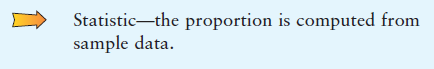 Statistic—the proportion is computed from
sample data.